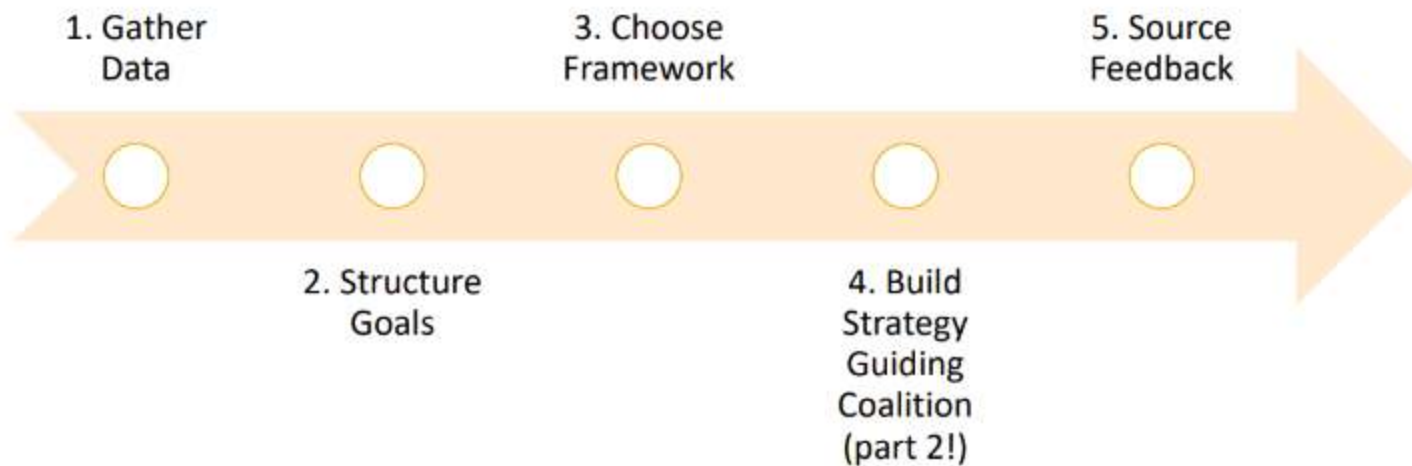 1. Gather
Data
2. Structure
Goals
3. Choose
Framework
4. Build
Strategy
Guiding
Coalition
(part 2!)
5. Source
Feedback